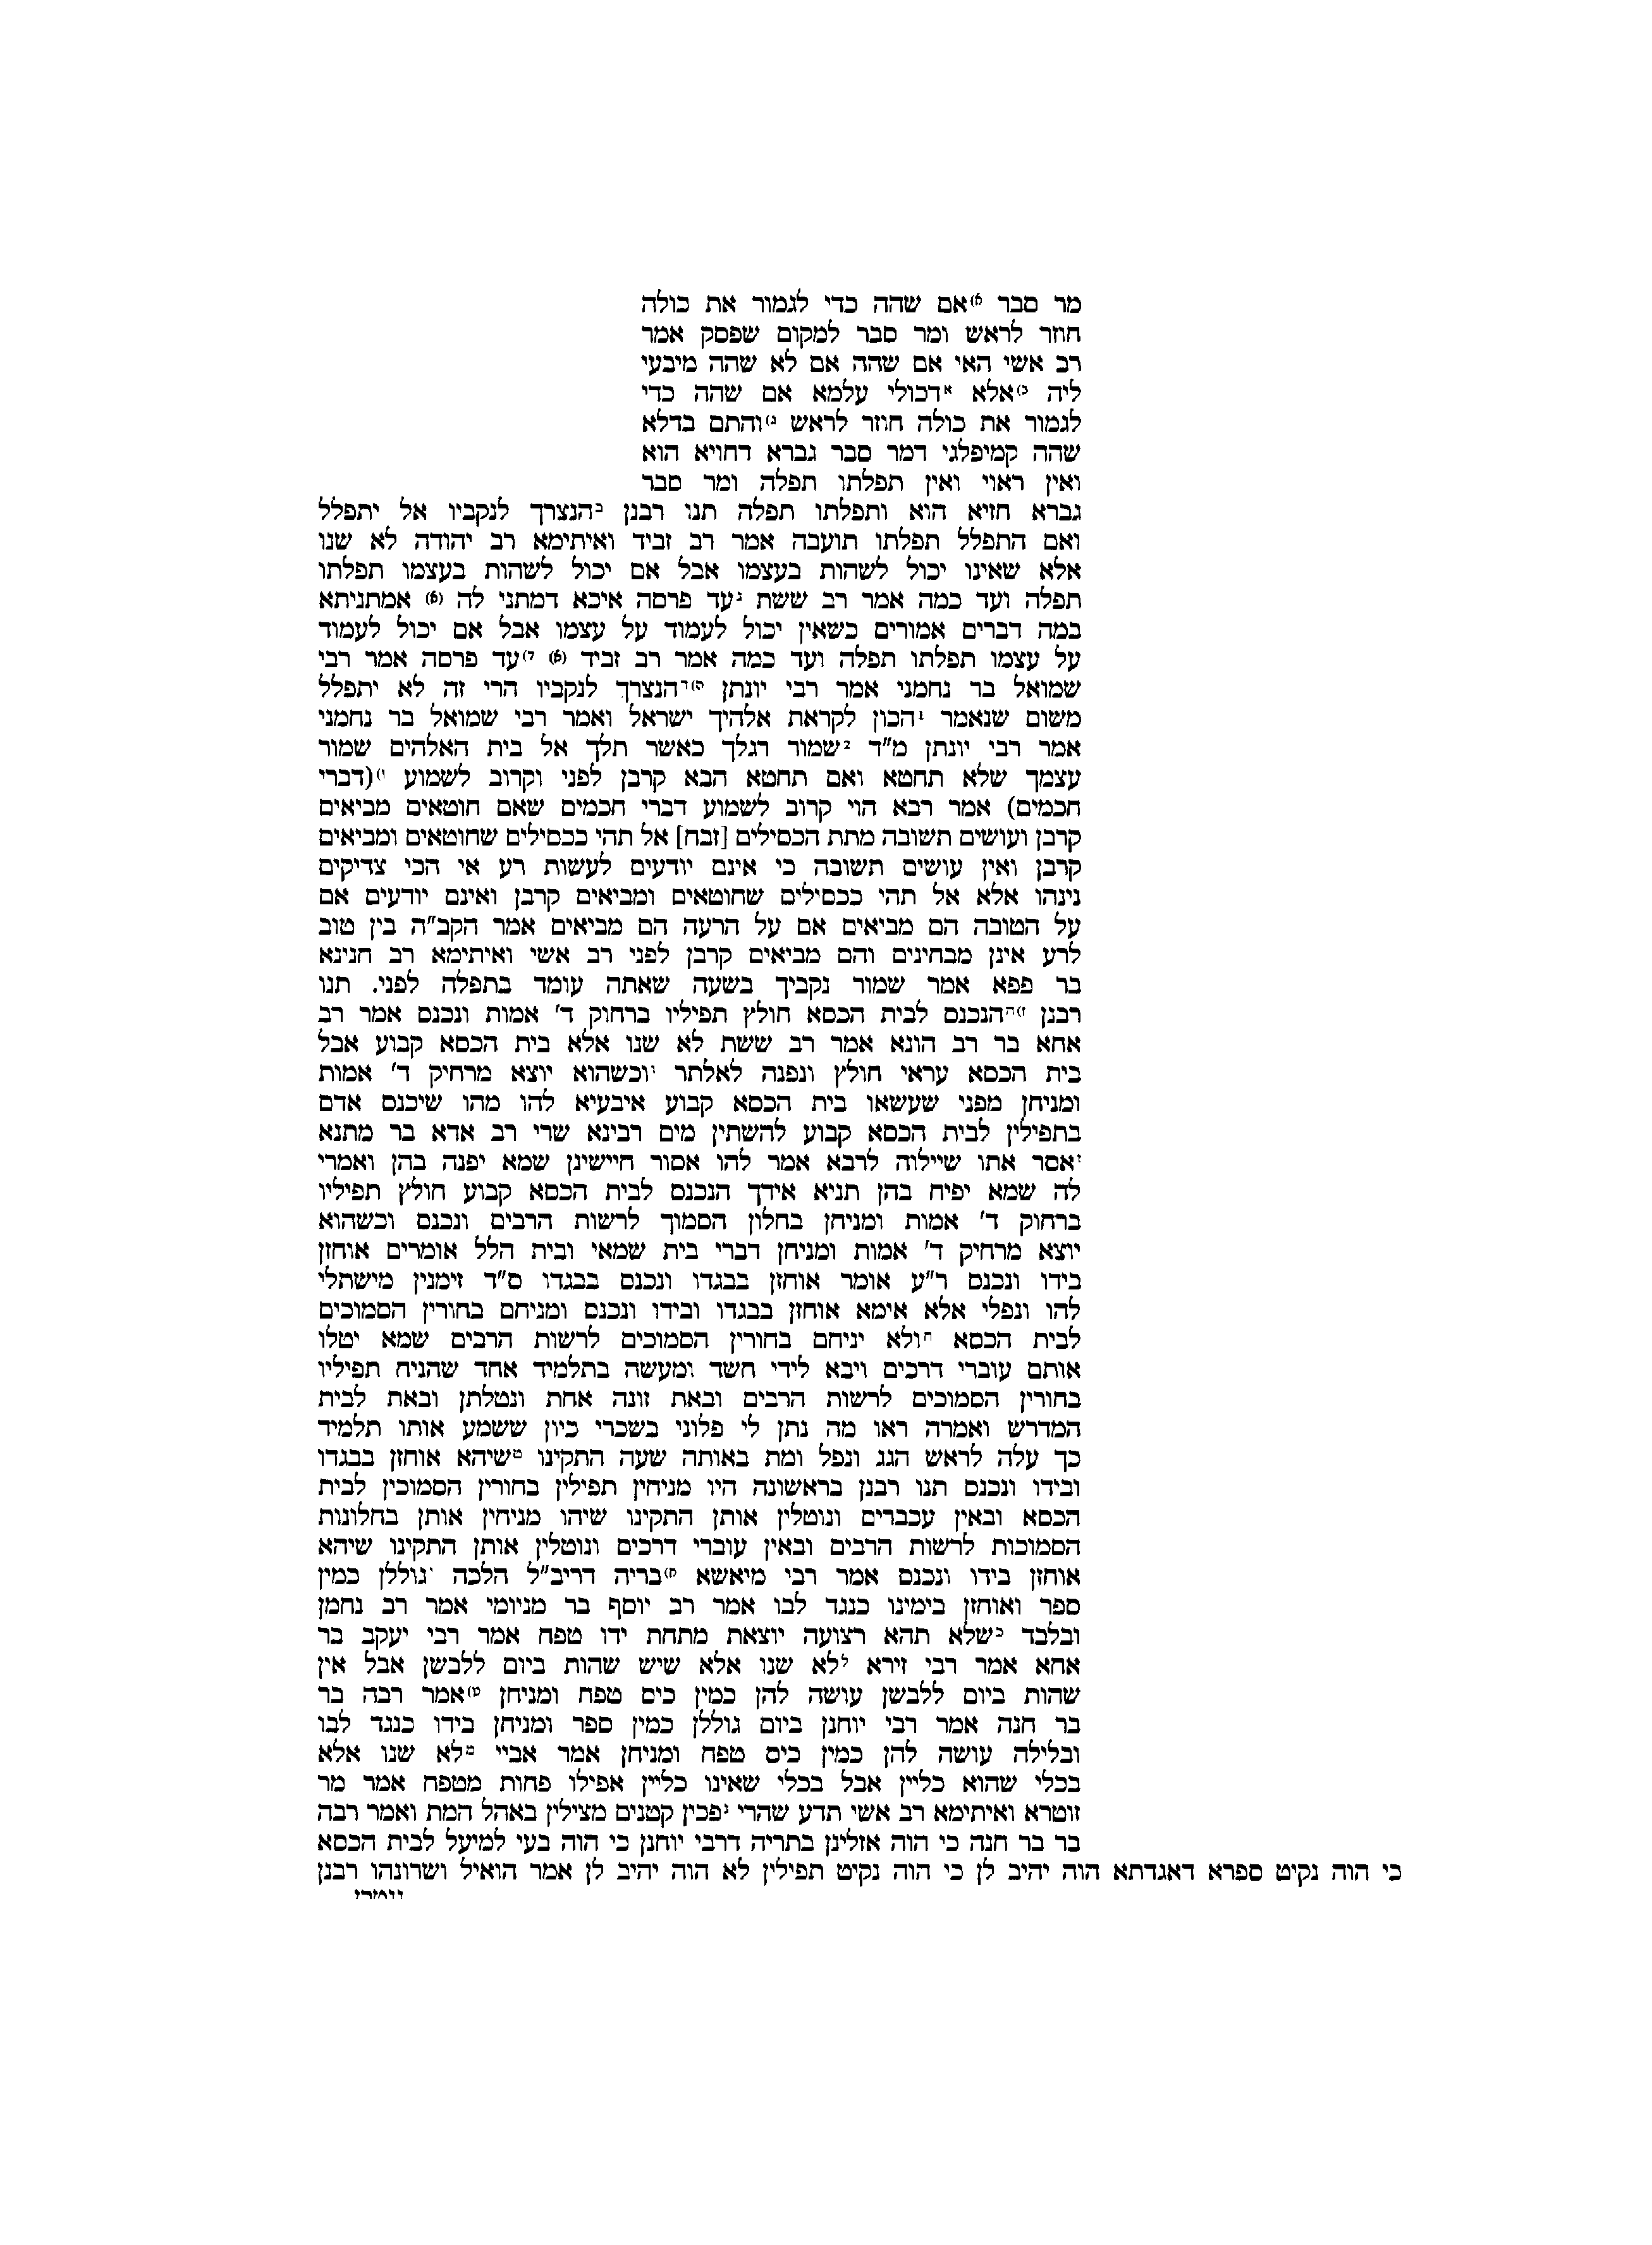 מר סבר ⁶⁾אם שהה כדי לגמור את כולה
חוזר לראש ומר סבר למקום שפסק אמר
רב אשי האי אם שהה אם לא שהה מיבעי
ליה ᵇ⁾אלא אדכולי עלמא אם שהה כדי
לגמור את כולה חוזר לראש ג)והתם בדלא
שהה קמיפלגי דמר סבר גברא דחויא הוא
ואין ראוי ואין תפלתו תפלה ומר סבר
גברא חזיא הוא ותפלתו תפלה תנו רבנן בהנצרך לנקביו אל יתפלל
ואם התפלל תפלתו תועבה אמר רב זביד ואיתימא רב יהודה לא שנו
אלא שאינו יכול לשהות בעצמו אבל אם יכול לשהות בעצמו תפלתו
תפלה ועד כמה אמר רב ששת געד פרסה איכא דמתני לה (א) אמתניתא
במה דברים אמורים כשאין יכול לעמוד על עצמו אבל אם יכול לעמוד
על עצמו תפלתו תפלה ועד כמה אמר רב זביד (א) ד)עד פרסה אמר רבי
שמואל בר נחמני אמר רבי יונתן ה)דהנצרך לנקביו הרי זה לא יתפלל
משום שנאמר 1הכון לקראת אלהיך ישראל ואמר רבי שמואל בר נחמני
אמר רבי יונתן מ"ד 2שמור רגלך כאשר תלך אל בית האלהים שמור
עצמך שלא תחטא ואם תחטא הבא קרבן לפני וקרוב לשמוע ו)(דברי
חכמים) אמר רבא הוי קרוב לשמוע דברי חכמים שאם חוטאים מביאים
קרבן ועושים תשובה מתת הכסילים [זבח] אל תהי ככסילים שחוטאים ומביאים
קרבן ואין עושים תשובה כי אינם יודעים לעשות רע אי הכי צדיקים
נינהו אלא אל תהי ככסילים שחוטאים ומביאים קרבן ואינם יודעים אם
על הטובה הם מביאים אם על הרעה הם מביאים אמר הקב"ה בין טוב
לרע אינן מבחינים והם מביאים קרבן לפני רב אשי ואיתימא רב חנינא
בר פפא אמר שמור נקביך בשעה שאתה עומד בתפלה לפני. תנו
רבנן ז)ההנכנס לבית הכסא חולץ תפיליו ברחוק ד' אמות ונכנס אמר רב
אחא בר רב הונא אמר רב ששת לא שנו אלא בית הכסא קבוע אבל
בית הכסא עראי חולץ ונפנה לאלתר ווכשהוא יוצא מרחיק ד' אמות
ומניחן מפני שעשאו בית הכסא קבוע איבעיא להו מהו שיכנס אדם
בתפילין לבית הכסא קבוע להשתין מים רבינא שרי רב אדא בר מתנא
זאסר אתו שיילוה לרבא אמר להו אסור חיישינן שמא יפנה בהן ואמרי
לה שמא יפיח בהן תניא אידך הנכנס לבית הכסא קבוע חולץ תפיליו
ברחוק ד' אמות ומניחן בחלון הסמוך לרשות הרבים ונכנס וכשהוא
יוצא מרחיק ד' אמות ומניחן דברי בית שמאי ובית הלל אומרים אוחזן
בידו ונכנס ר"ע אומר אוחזן בבגדו ונכנס בבגדו ס"ד זימנין מישתלי
להו ונפלי אלא אימא אוחזן בבגדו ובידו ונכנס ומניחם בחורין הסמוכים
לבית הכסא חולא יניחם בחורין הסמוכים לרשות הרבים שמא יטלו
אותם עוברי דרכים ויבא לידי חשד ומעשה בתלמיד אחד שהניח תפיליו
בחורין הסמוכים לרשות הרבים ובאת זונה אחת ונטלתן ובאת לבית
המדרש ואמרה ראו מה נתן לי פלוני בשכרי כיון ששמע אותו תלמיד
כך עלה לראש הגג ונפל ומת באותה שעה התקינו טשיהא אוחזן בבגדו
ובידו ונכנס תנו רבנן בראשונה היו מניחין תפילין בחורין הסמוכין לבית
הכסא ובאין עכברים ונוטלין אותן התקינו שיהו מניחין אותן בחלונות
הסמוכות לרשות הרבים ובאין עוברי דרכים ונוטלין אותן התקינו שיהא
אוחזן בידו ונכנס אמר רבי מיאשא ח)בריה דריב"ל הלכה יגוללן כמין
ספר ואוחזן בימינו כנגד לבו אמר רב יוסף בר מניומי אמר רב נחמן
ובלבד כשלא תהא רצועה יוצאת מתחת ידו טפח אמר רבי יעקב בר
אחא אמר רבי זירא ללא שנו אלא שיש שהות ביום ללבשן אבל אין
שהות ביום ללבשן עושה להן כמין כיס טפח ומניחן ט)אמר רבה בר
בר חנה אמר רבי יוחנן ביום גוללן כמין ספר ומניחן בידו כנגד לבו
ובלילה עושה להן כמין כיס טפח ומניחן אמר אביי מלא שנו אלא
בכלי שהוא כליין אבל בכלי שאינו כליין אפילו פחות מטפח אמר מר
זוטרא ואיתימא רב אשי תדע שהרי נפכין קטנים מצילין באהל המת ואמר רבה
בר בר חנה כי הוה אזלינן בתריה דרבי יוחנן כי הוה בעי למיעל לבית הכסא
כי הוה נקיט ספרא דאגדתא הוה יהיב לן כי הוה נקיט תפילין לא הוה יהיב לן אמר הואיל ושרונהו רבנן